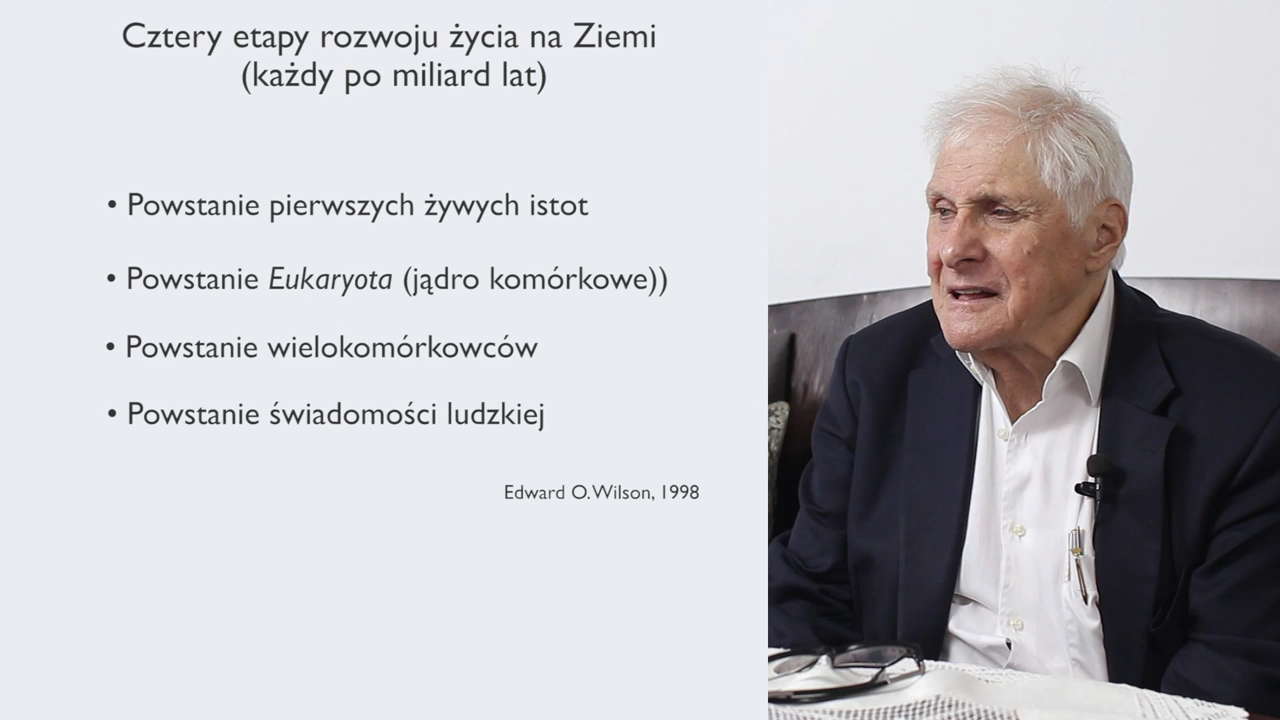 Cztery etapy rozwoju życia na Ziemi
(każdy po miliard lat)
• Powstanie pierwszych żywych istot
• Powstanie Eukaryota (jądro komórkowe))
• Powstanie wielokomórkowców
• Powstanie świadomości ludzkiej
Edward O. Wilson, 1998